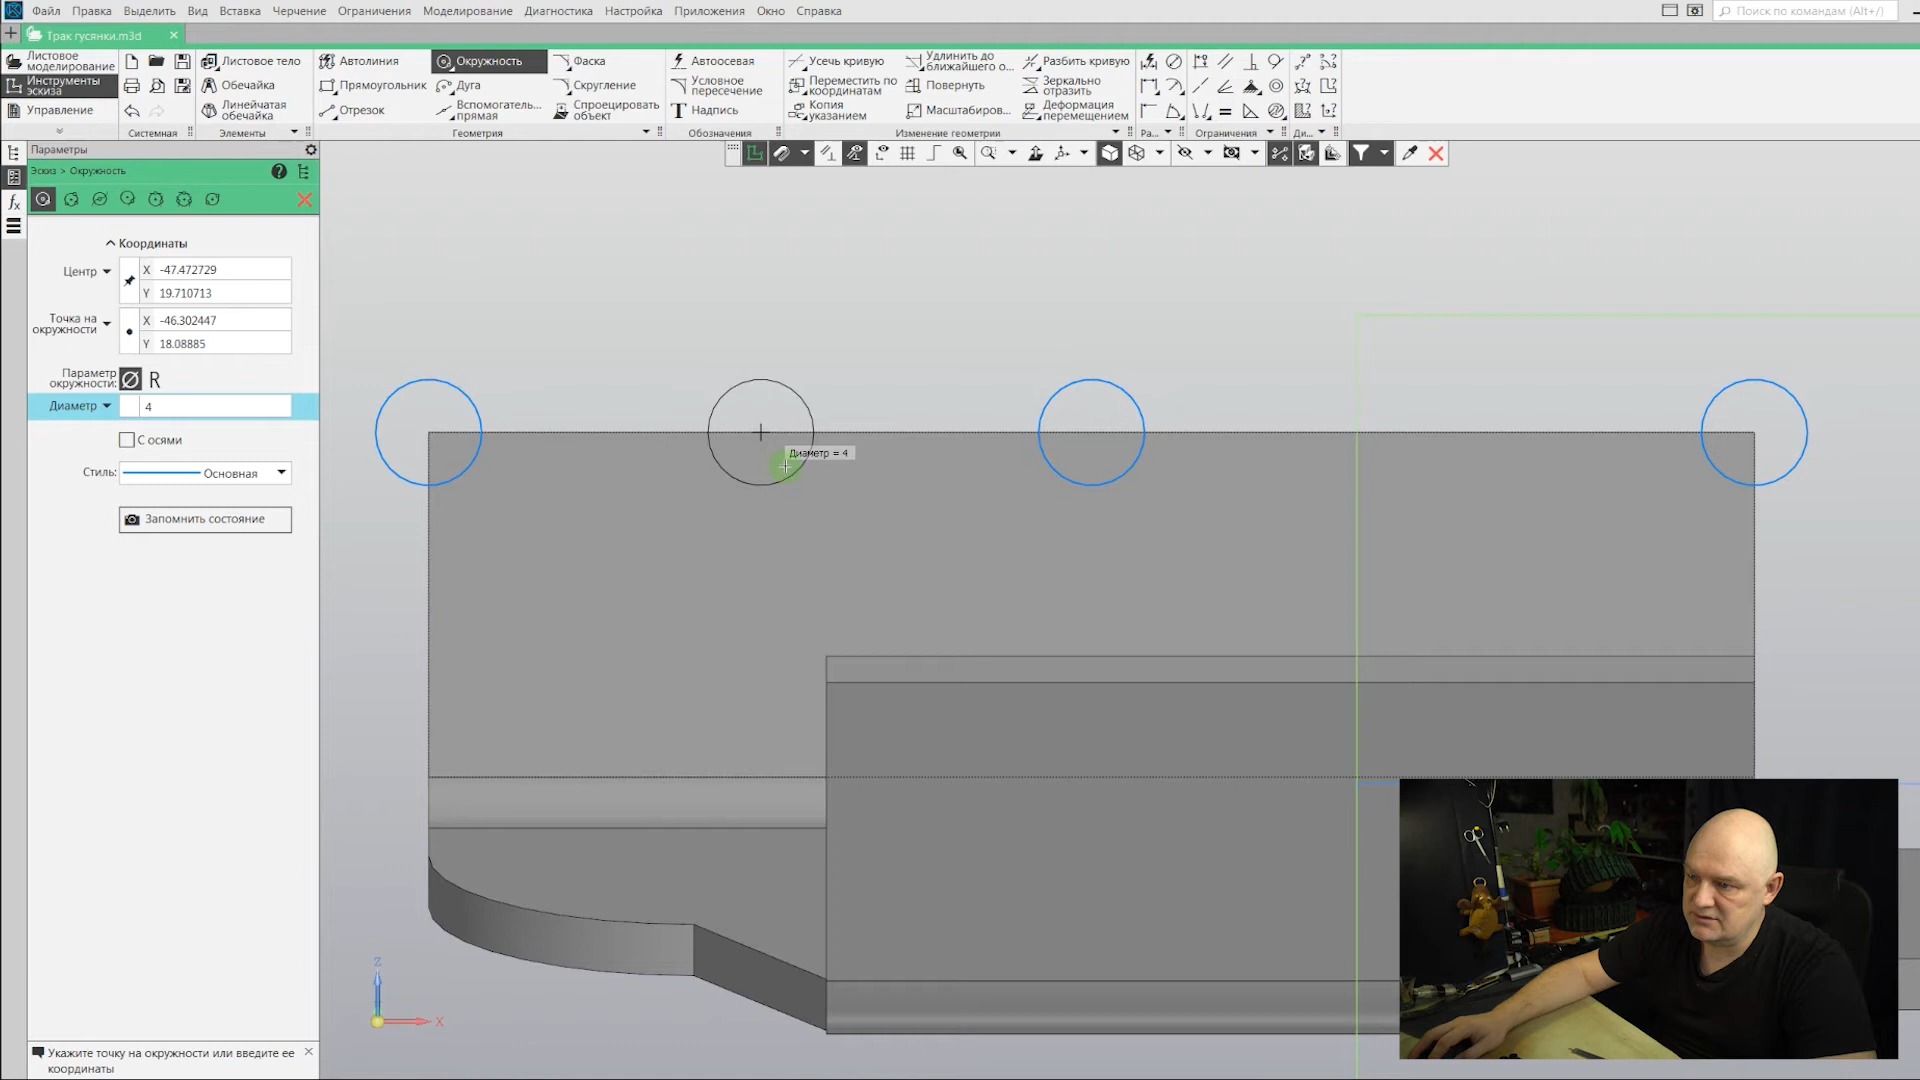 Файл Правка Выделить Вид Вставка Черчение Ограничения Моделирование Диагностика Настройка Приложения Окно Справка Поиск по командам (Alt+/)
Трак гусянки.m3d
Листовое моделирование
Инструменты эскиза
Управление
Системная
Листовое тело
Обечайка
Линейчатая обечайка
Элементы
Автолиния
Прямоугольник
Отрезок
Окружность
Дуга
Вспомогатель... прямая
Фаска
Скругление
Спроецировать объект
Геометрия
Автоосевая
Условное пересечение
Надпись
Обозначения
Усечь кривую
Переместить по координатам
Копия указанием
Удлинить до ближайшего о...
Повернуть
Масштабиров...
Разбить кривую
Зеркально отразить
Деформация перемещением
Изменение геометрии
Ра...
Ограничения
Ди...
Параметры
Эскиз > Окружность
Координаты
Центр X -47.472729
Y 19.710713
Точка на окружности X -46.302447
Y 18.08885
Параметр окружности: R
Диаметр 4
С осями
Стиль: Основная
Запомнить состояние
Диаметр = 4
Z
X
Укажите точку на окружности или введите ее
координаты